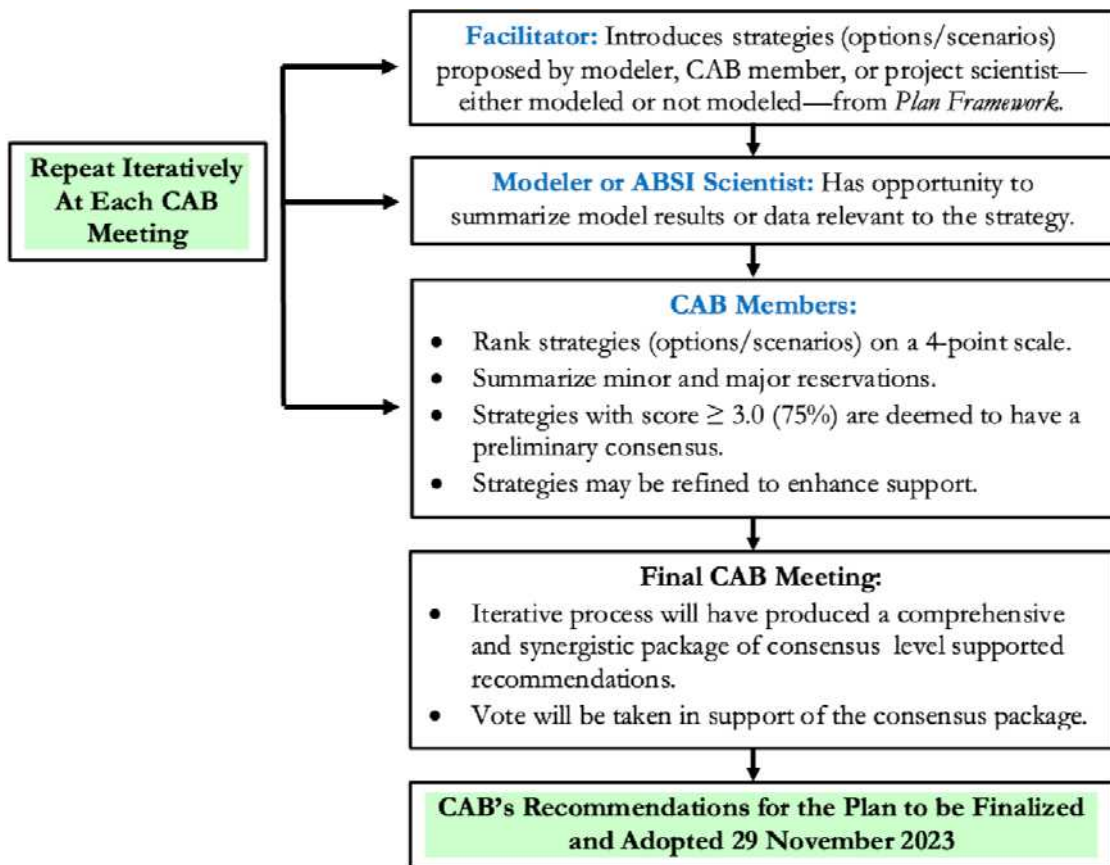 Facilitator: Introduces strategies (options/scenarios)
proposed by modeler, CAB member, or project scientist—
either modeled or not modeled—from Plan Framework.
Repeat Iteratively
At Each CAB
Meeting
Modeler or ABSI Scientist: Has opportunity to
summarize model results or data relevant to the strategy.
CAB Members:
• Rank strategies (options/scenarios) on a 4-point scale.
• Summarize minor and major reservations.
• Strategies with score ≥ 3.0 (75%) are deemed to have a
preliminary consensus.
• Strategies may be refined to enhance support.
Final CAB Meeting:
• Iterative process will have produced a comprehensive
and synergistic package of consensus level supported
recommendations.
• Vote will be taken in support of the consensus package.
CAB's Recommendations for the Plan to be Finalized
and Adopted 29 November 2023